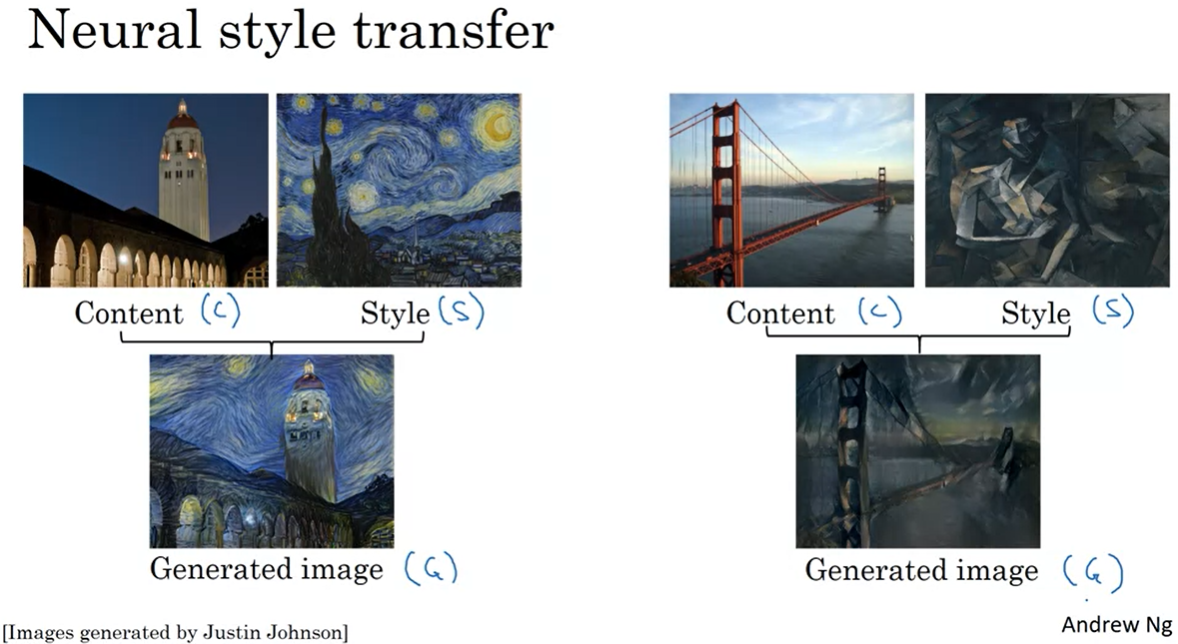 Neural style transfer
Content (C) Style (S)
Generated image (G)
Content (C) Style (S)
Generated image (G)
[Images generated by Justin Johnson]
Andrew Ng